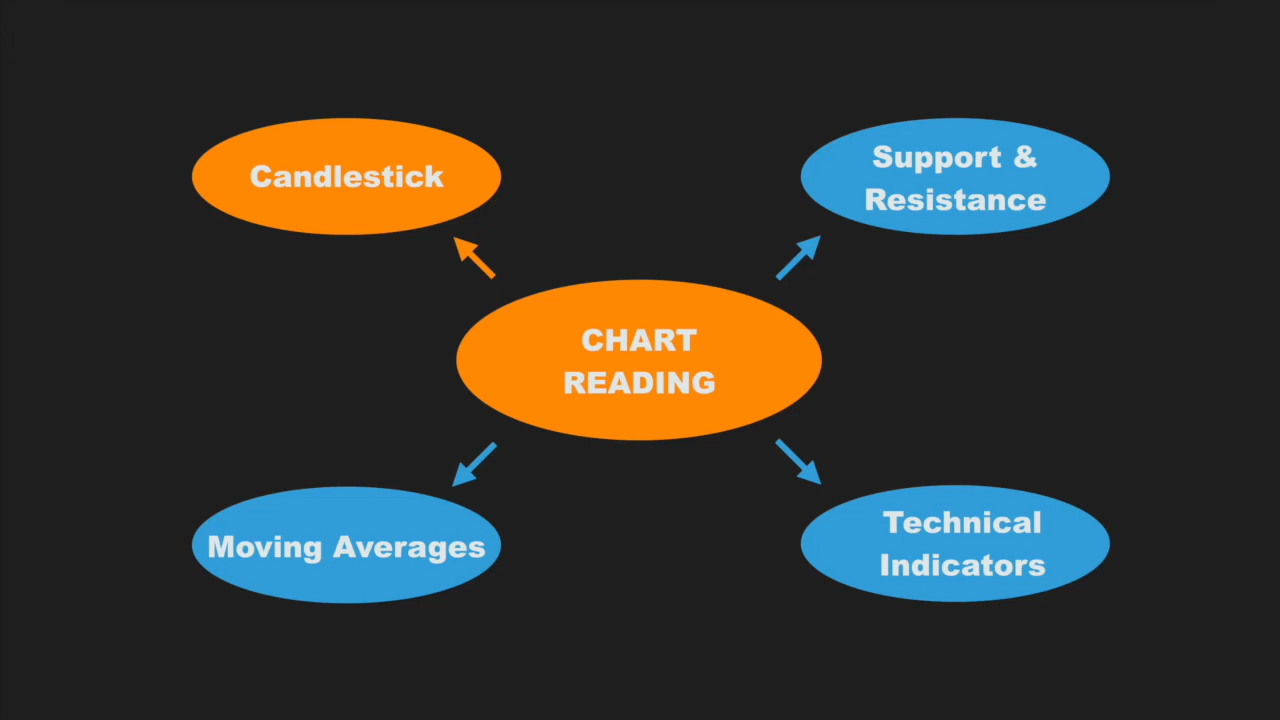 Candlestick
Support &
Resistance
CHART
READING
Moving Averages
Technical
Indicators